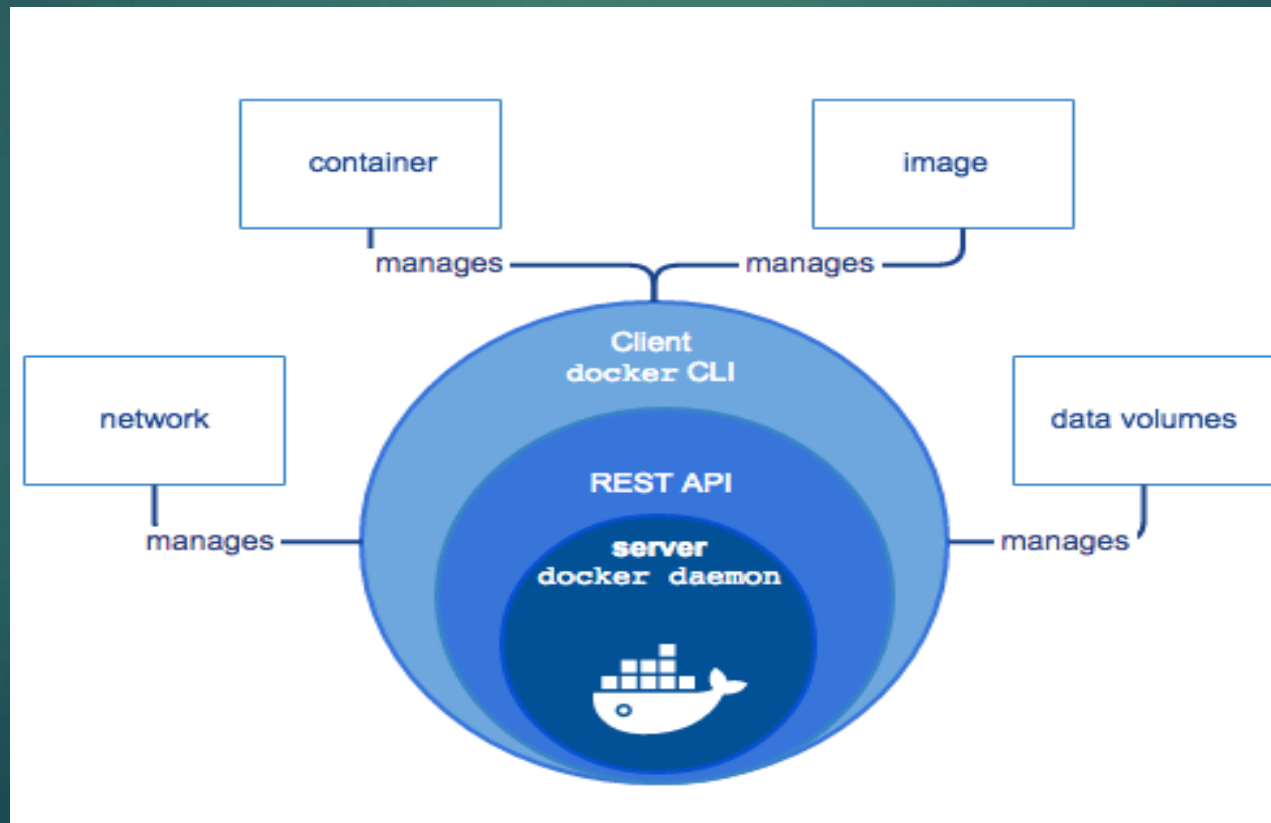 container
image
manages
manages
Client
docker CLI
network
data volumes
REST API
manages
manages
server
docker daemon